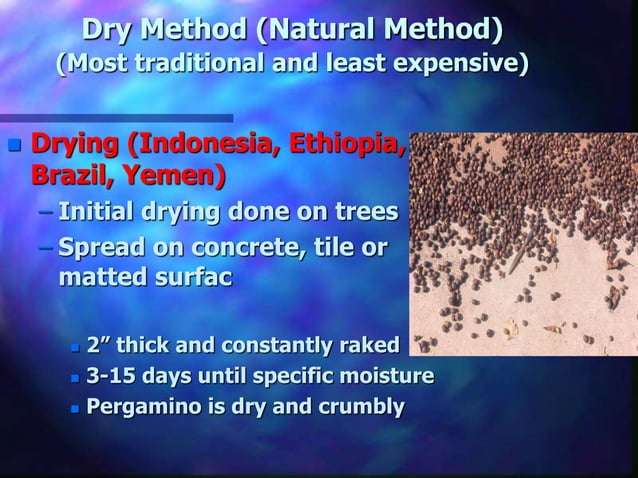 Dry Method (Natural Method)
(Most traditional and least expensive)
Drying (Indonesia, Ethiopia,
Brazil, Yemen)
– Initial drying done on trees
– Spread on concrete, tile or
matted surfac
2” thick and constantly raked
3-15 days until specific moisture
Pergamino is dry and crumbly